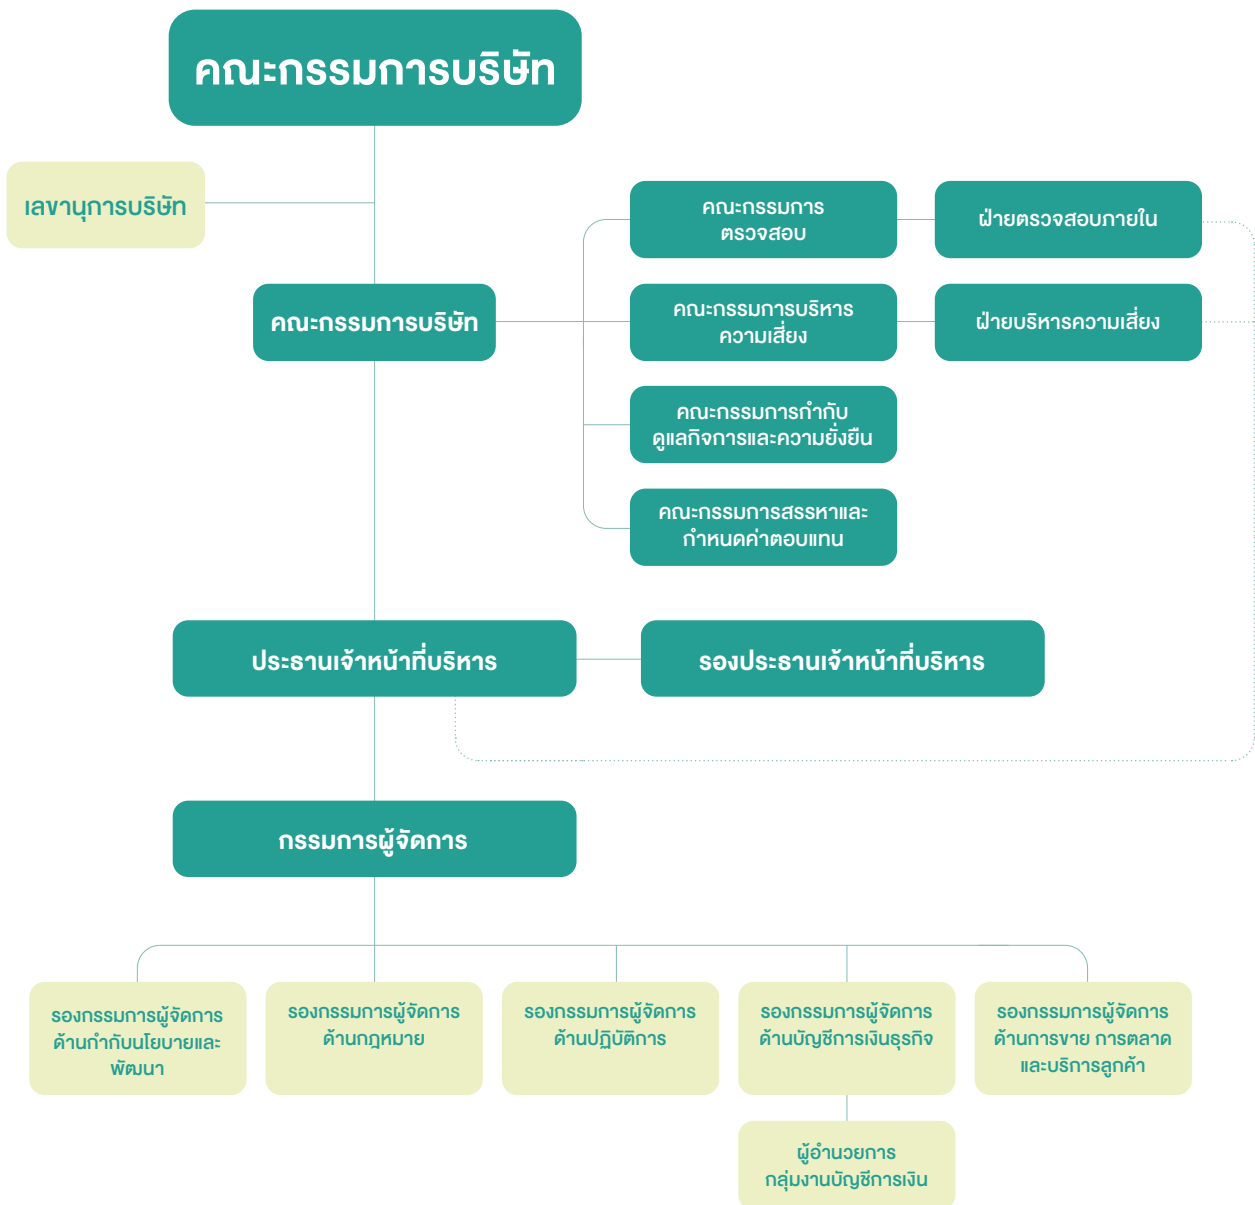 คณะกรรมการบริษัท
เลขานุการบริษัท
คณะกรรมการ
ตรวจสอบ
ฝ่ายตรวจสอบภายใน
คณะกรรมการบริษัท
คณะกรรมการบริหาร
ความเสี่ยง
ฝ่ายบริหารความเสี่ยง
คณะกรรมการกำกับ
ดูแลกิจการและความยั่งยืน
คณะกรรมการสรรหาและ
กำหนดค่าตอบแทน
ประธานเจ้าหน้าที่บริหาร
รองประธานเจ้าหน้าที่บริหาร
กรรมการผู้จัดการ
รองกรรมการผู้จัดการ
ด้านกำกับนโยบายและ
พัฒนา
รองกรรมการผู้จัดการ
ด้านกฎหมาย
รองกรรมการผู้จัดการ
ด้านปฏิบัติการ
รองกรรมการผู้จัดการ
ด้านบัญชีการเงินธุรกิจ
รองกรรมการผู้จัดการ
ด้านการขาย การตลาด
และบริการลูกค้า
ผู้อำนวยการ
กลุ่มงานบัญชีการเงิน